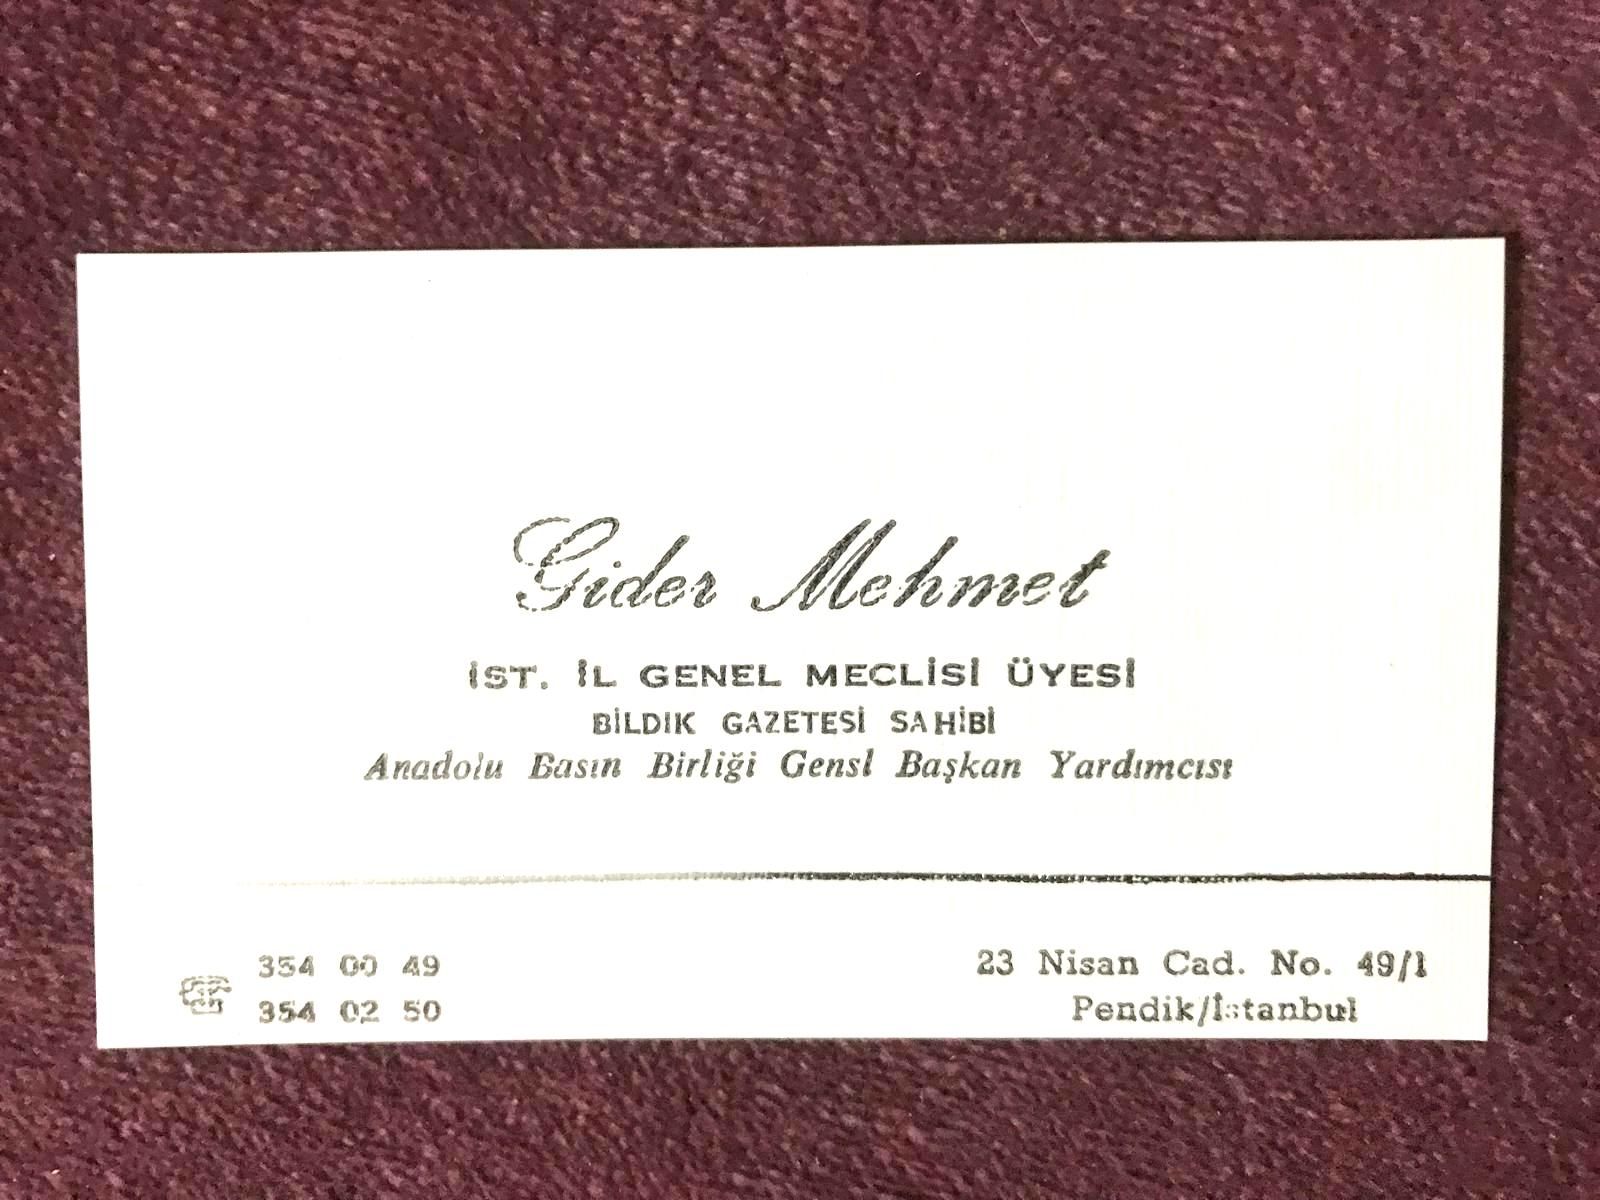 Gider Mehmet
İST. İL GENEL MECLİSİ ÜYESİ
BİLDİK GAZETESİ SAHİBİ
Anadolu Basın Birliği Gensl Başkan Yardımcısı
354 00 49
354 02 50
23 Nisan Cad. No. 49/1
Pendik/İstanbul